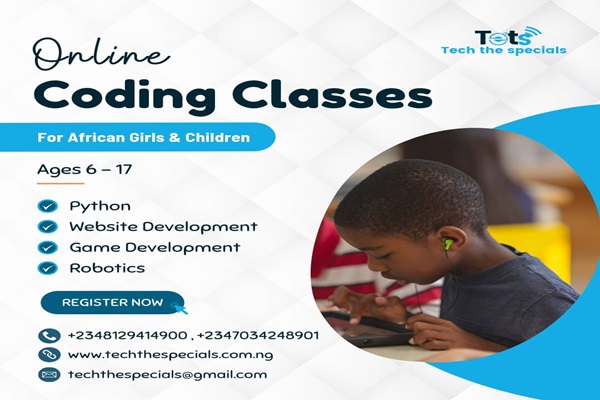 Online
Tets
Tech the specials
Coding Classes
For African Girls & Children
Ages 6 – 17
Python
Website Development
Game Development
Robotics
REGISTER NOW
+2348129414900 , +2347034248901
www.techthespecials.com.ng
techthespecials@gmail.com